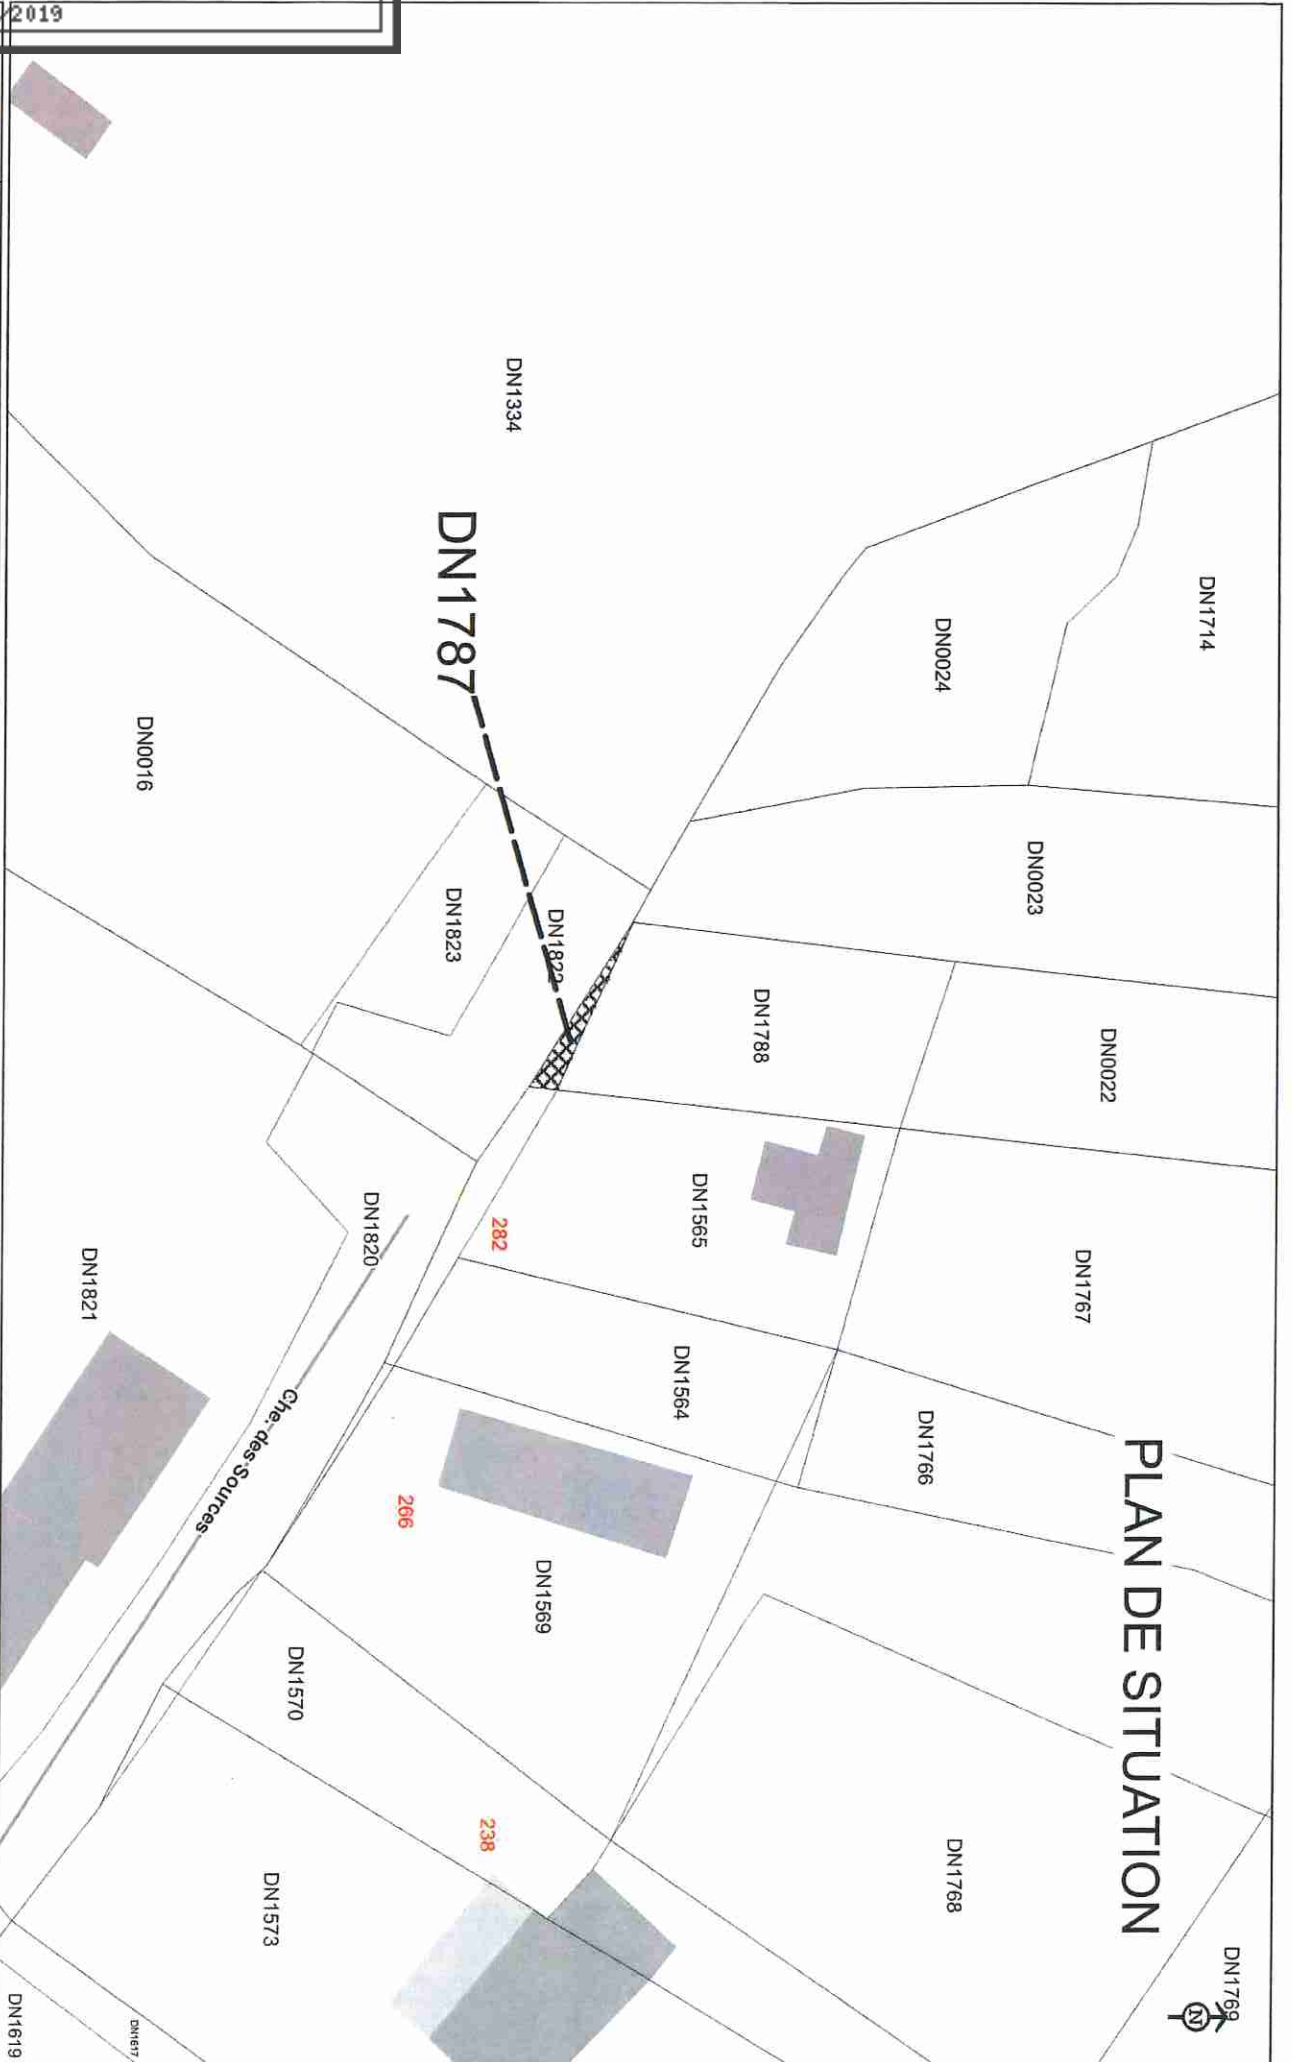 2019
PLAN DE SITUATION
N
DN1769
DN1714
DN0024
DN0023
DN0022
DN1767
DN1766
DN1768
DN1334
DN1787
DN1822
DN1788
DN1565
DN1564
DN1569
282
266
238
DN0016
DN1823
DN1820
DN1821
Che. des Sources
DN1570
DN1573
DN1617
DN1619